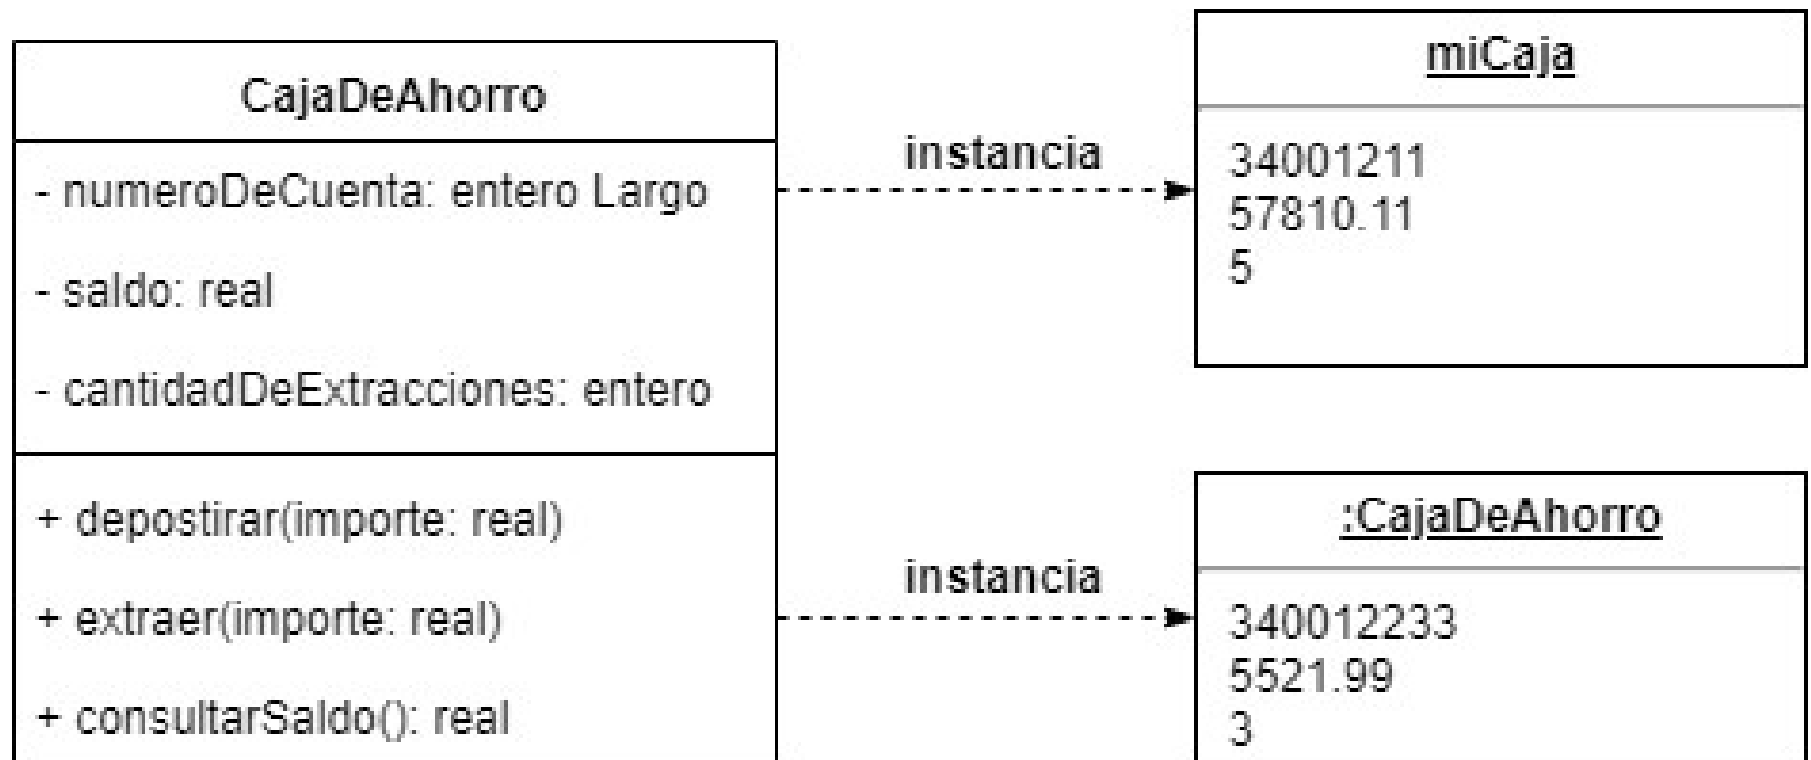 CajaDeAhorro
- numeroDeCuenta: entero Largo
- saldo: real
- cantidadDeExtracciones: entero
+ depostirar(importe: real)
+ extraer(importe: real)
+ consultarSaldo(): real
instancia
instancia
miCaja
34001211
57810.11
5
:CajaDeAhorro
340012233
5521.99
3